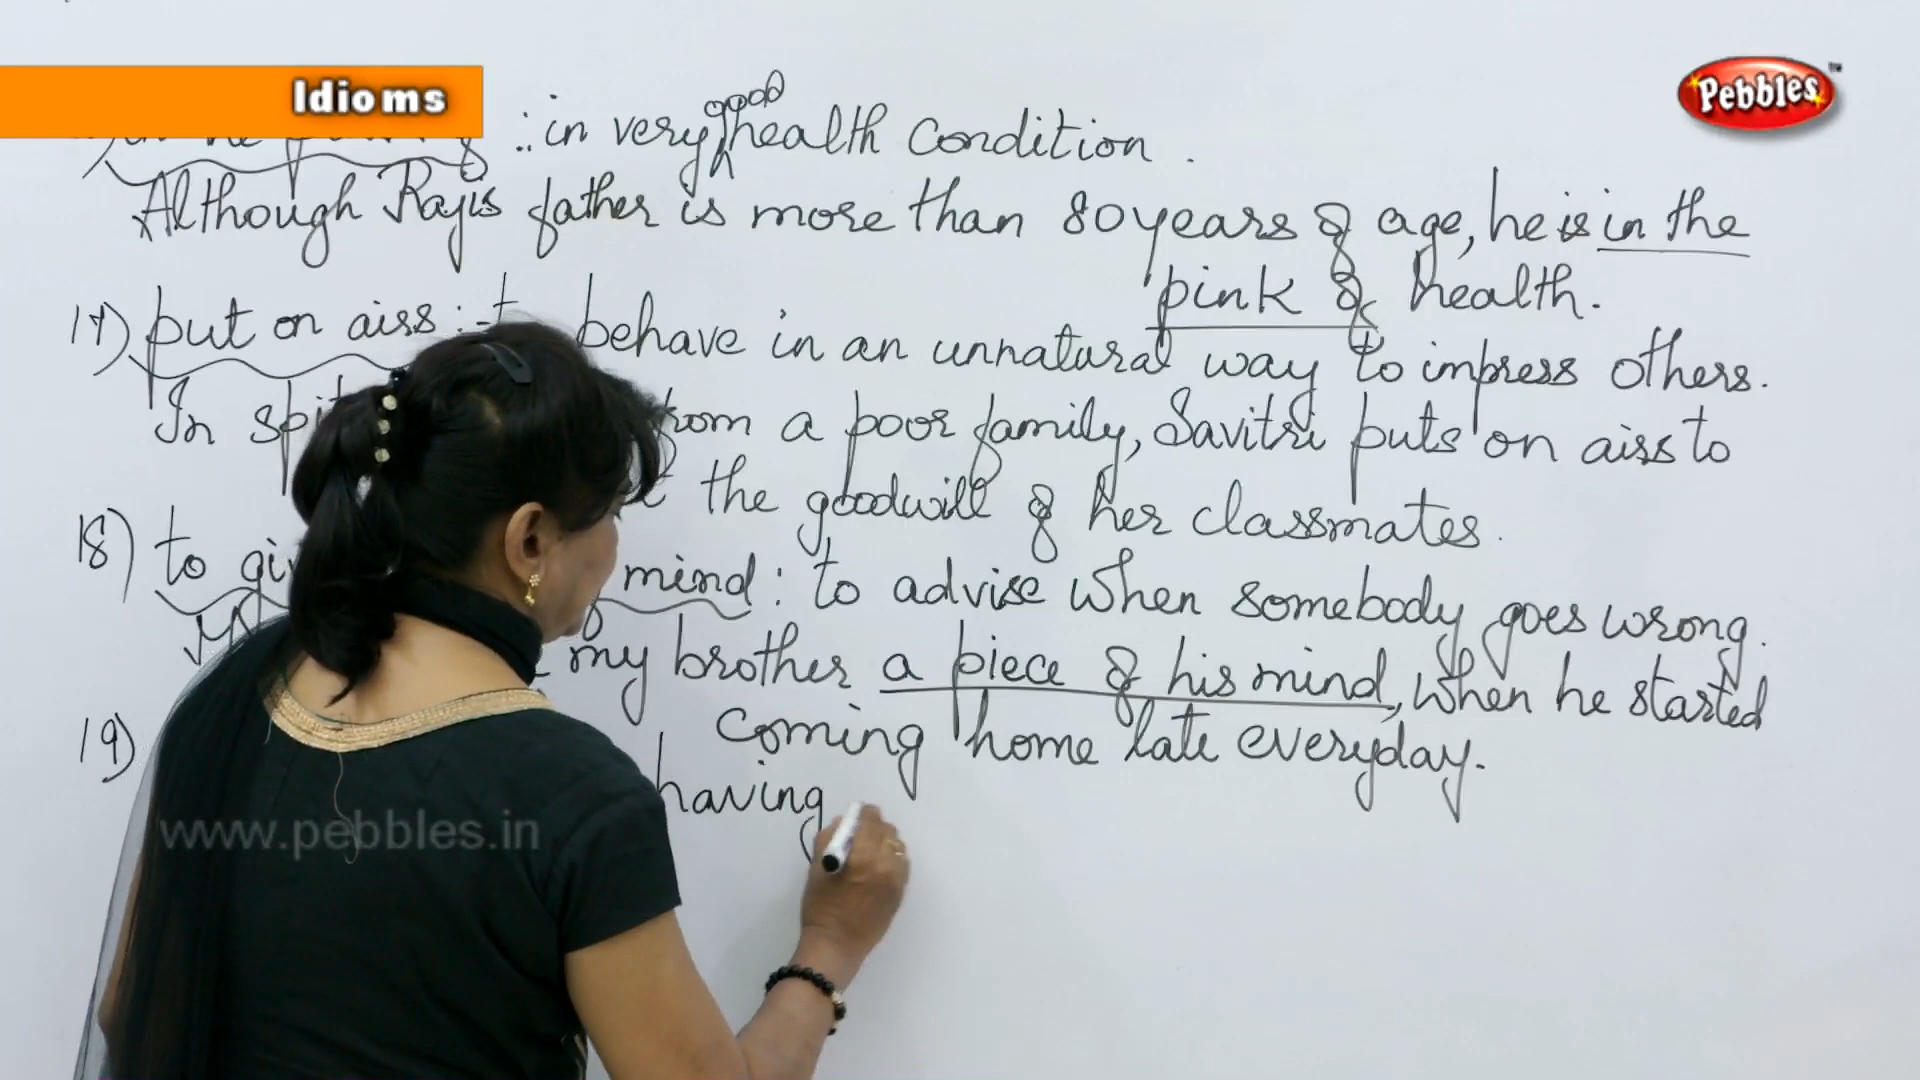 Idioms
Pebbles
: in very good health condition.
Although Raji's father is more than 80 years of age, he is in the
pink of health.
17) put on airs : to behave in an unnatural way to impress others.
In spit from a poor family, Savitri puts on airs to
the goodwill of her classmates.
18) to giv mind : to advise when somebody goes wrong.
my brother a piece of his mind, when he started
coming home late everyday.
19) having
www.pebbles.in